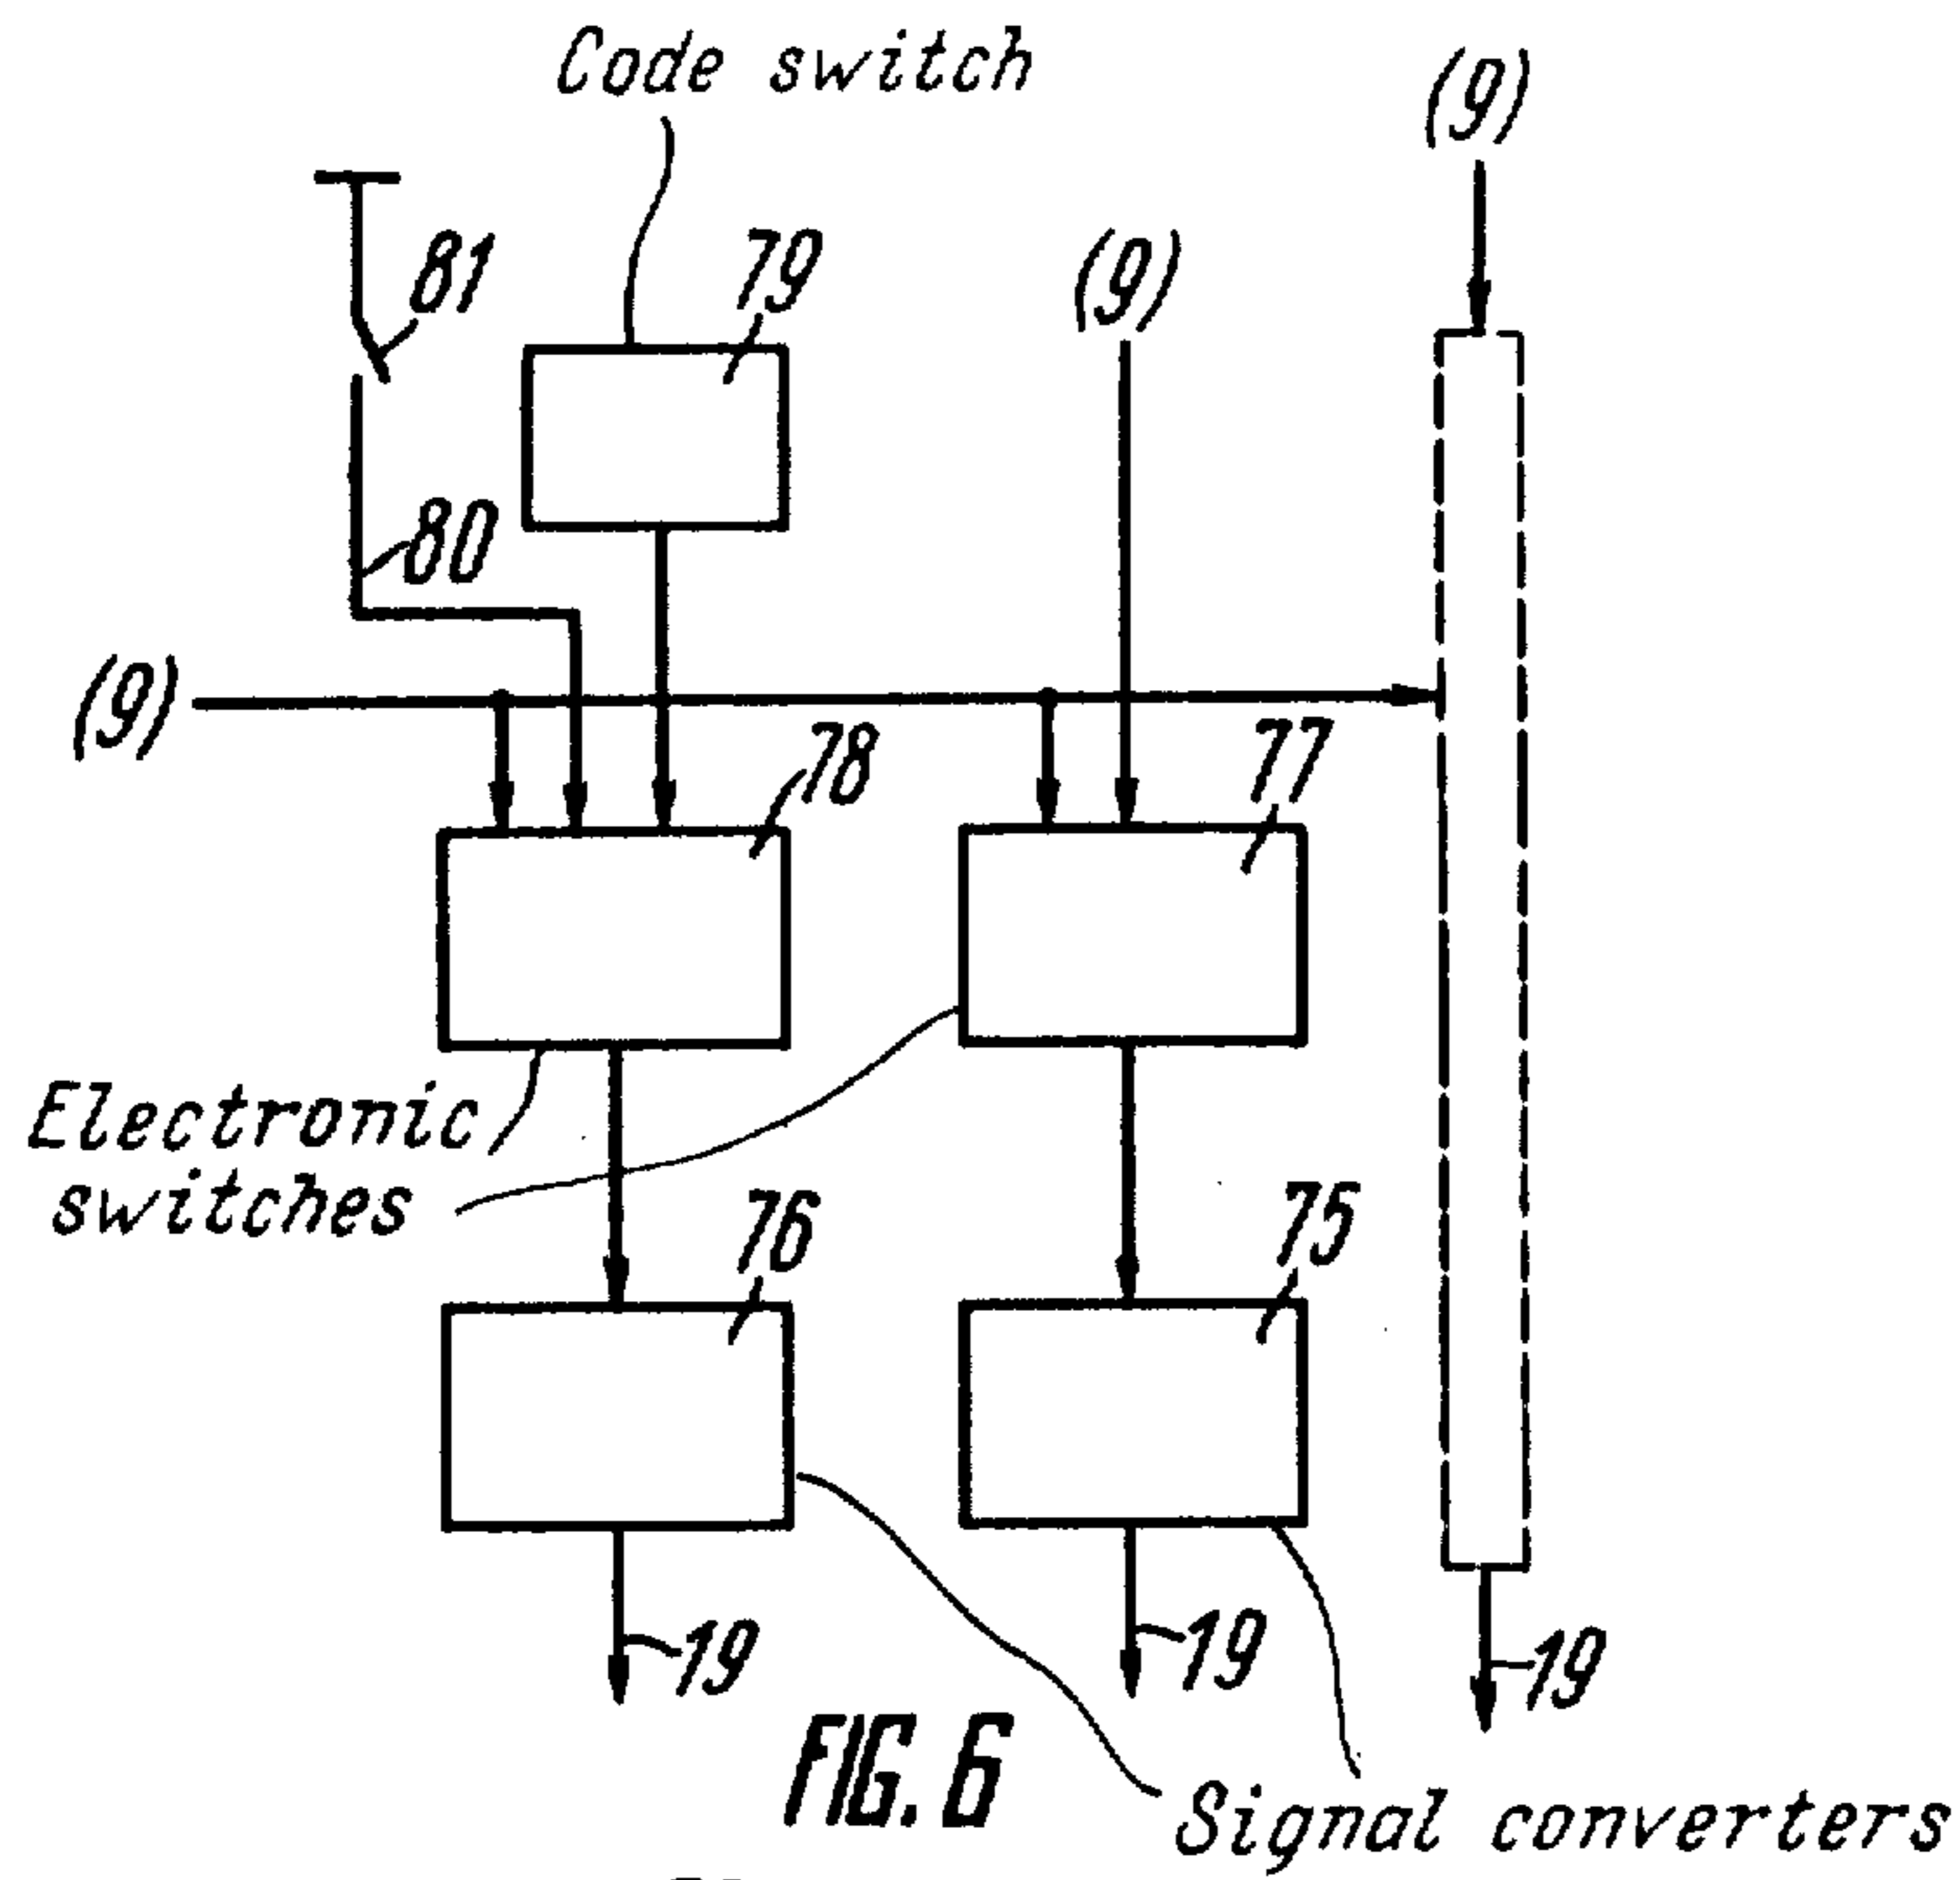 Code switch
(9)
81
79
(9)
80
(9)
78
77
Electronic
switches
76
75
19
19
19
FIG. 6
Signal converters